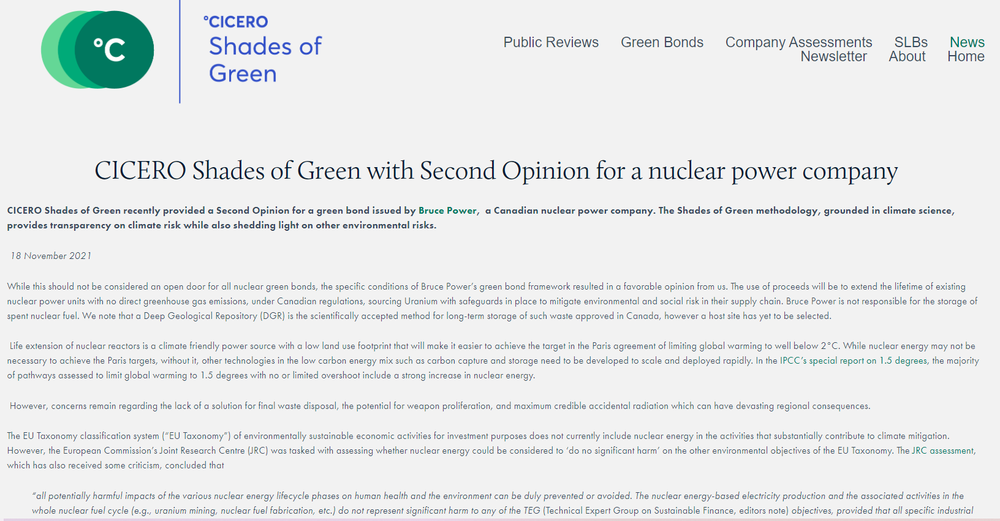 °C
°CICERO
Shades of
Green
Public Reviews Green Bonds Company Assessments SLBs News
Newsletter About Home
CICERO Shades of Green with Second Opinion for a nuclear power company
CICERO Shades of Green recently provided a Second Opinion for a green bond issued by Bruce Power, a Canadian nuclear power company. The Shades of Green methodology, grounded in climate science,
provides transparency on climate risk while also shedding light on other environmental risks.
18 November 2021
While this should not be considered an open door for all nuclear green bonds, the specific conditions of Bruce Power’s green bond framework resulted in a favorable opinion from us. The use of proceeds will be to extend the lifetime of existing
nuclear power units with no direct greenhouse gas emissions, under Canadian regulations, sourcing Uranium with safeguards in place to mitigate environmental and social risk in their supply chain. Bruce Power is not responsible for the storage of
spent nuclear fuel. We note that a Deep Geological Repository (DGR) is the scientifically accepted method for long-term storage of such waste approved in Canada, however a host site has yet to be selected.
Life extension of nuclear reactors is a climate friendly power source with a low land use footprint that will make it easier to achieve the target in the Paris agreement of limiting global warming to well below 2°C. While nuclear energy may not be
necessary to achieve the Paris targets, without it, other technologies in the low carbon energy mix such as carbon capture and storage need to be developed to scale and deployed rapidly. In the IPCC’s special report on 1.5 degrees, the majority
of pathways assessed to limit global warming to 1.5 degrees with no or limited overshoot include a strong increase in nuclear energy.
However, concerns remain regarding the lack of a solution for final waste disposal, the potential for weapon proliferation, and maximum credible accidental radiation which can have devasting regional consequences.
The EU Taxonomy classification system (“EU Taxonomy”) of environmentally sustainable economic activities for investment purposes does not currently include nuclear energy in the activities that substantially contribute to climate mitigation.
However, the European Commission’s Joint Research Centre (JRC) was tasked with assessing whether nuclear energy could be considered to ‘do no significant harm’ on the other environmental objectives of the EU Taxonomy. The JRC assessment,
which has also received some criticism, concluded that
“all potentially harmful impacts of the various nuclear energy lifecycle phases on human health and the environment can be duly prevented or avoided. The nuclear energy-based electricity production and the associated activities in the
whole nuclear fuel cycle (e.g., uranium mining, nuclear fuel fabrication, etc.) do not represent significant harm to any of the TEG (Technical Expert Group on Sustainable Finance, editors note) objectives, provided that all specific industrial